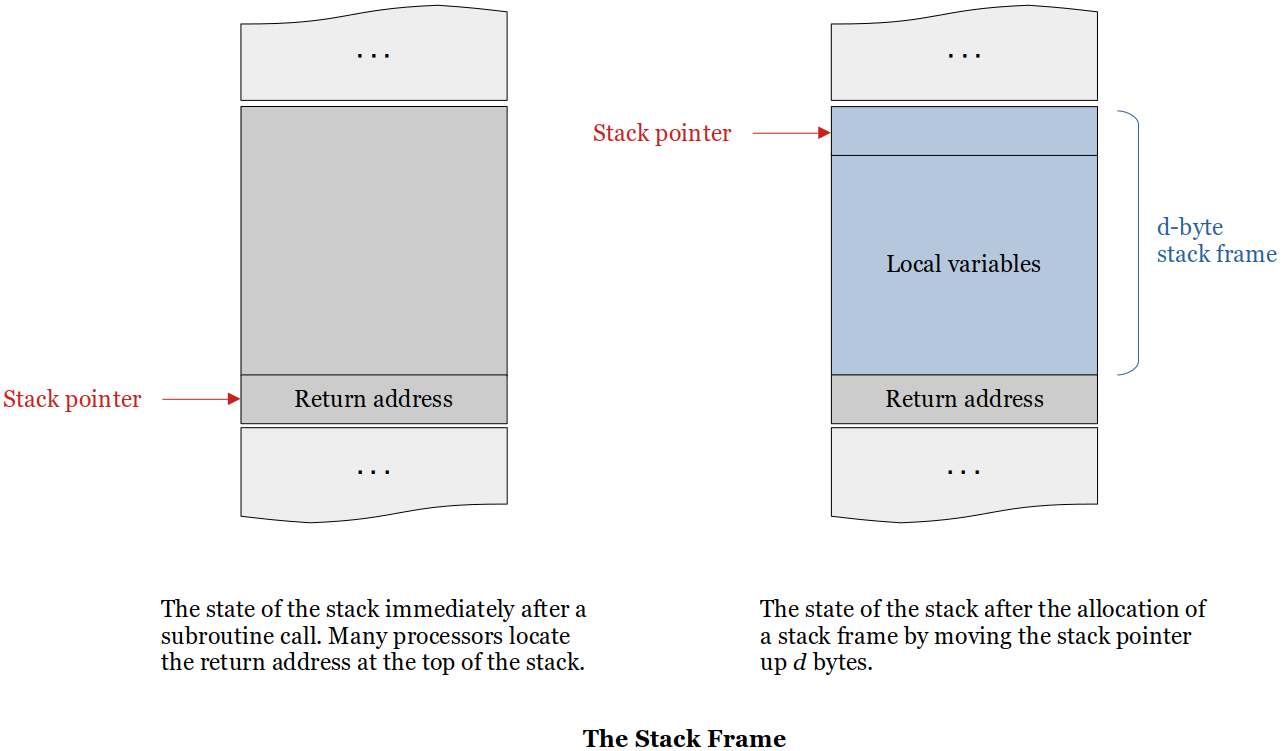 . . .
Stack pointer
Return address
. . .
The state of the stack immediately after a
subroutine call. Many processors locate
the return address at the top of the stack.
. . .
Stack pointer
Local variables
d-byte
stack frame
Return address
. . .
The state of the stack after the allocation of
a stack frame by moving the stack pointer
up d bytes.
The Stack Frame